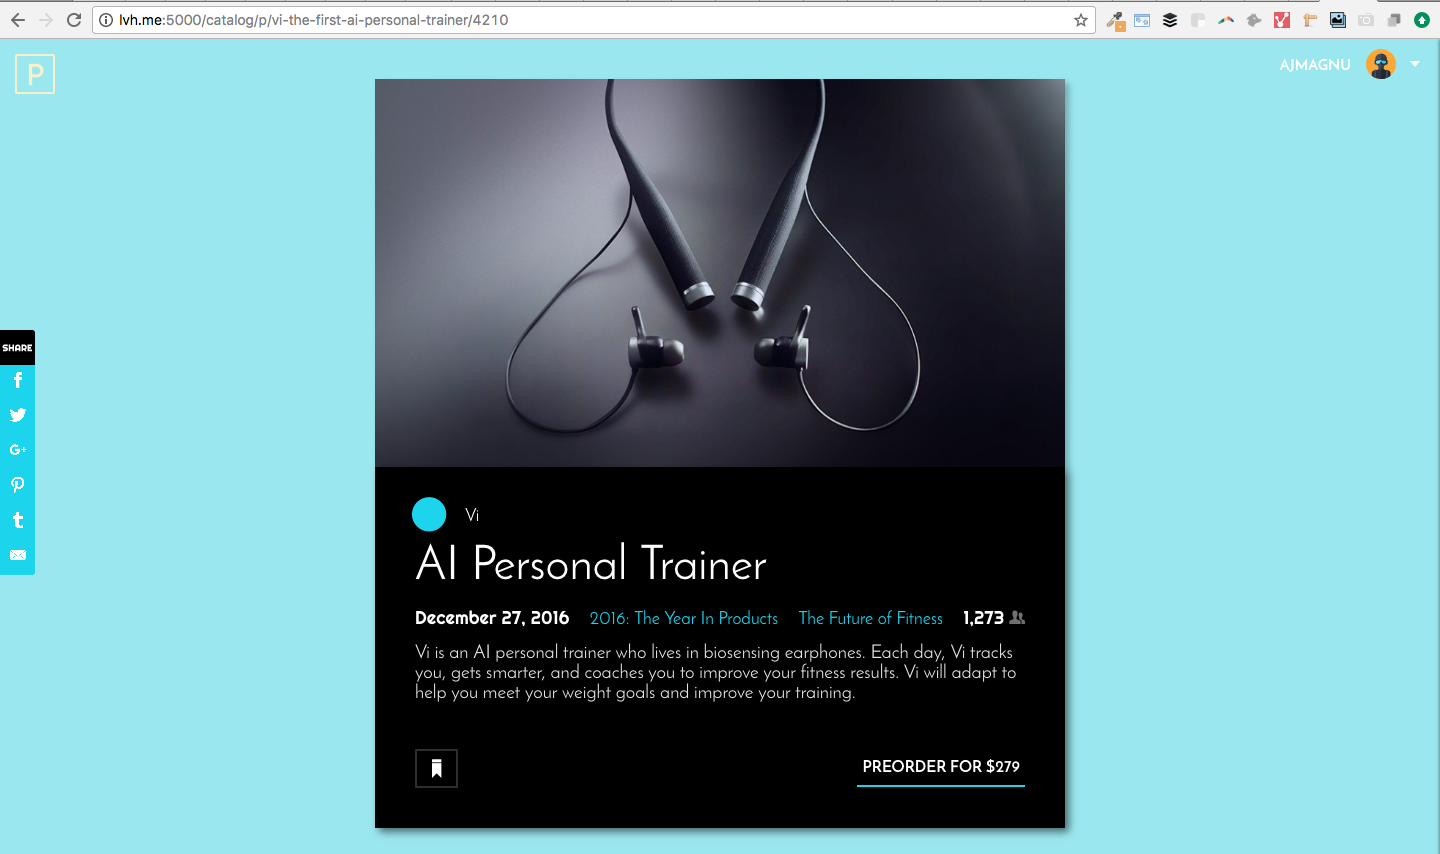 lvh.me:5000/catalog/p/vi-the-first-ai-personal-trainer/4210
P
AJMAGNU
SHARE
G+
Vi
AI Personal Trainer
December 27, 2016 2016: The Year In Products The Future of Fitness 1,273
Vi is an AI personal trainer who lives in biosensing earphones. Each day, Vi tracks
you, gets smarter, and coaches you to improve your fitness results. Vi will adapt to
help you meet your weight goals and improve your training.
PREORDER FOR $279